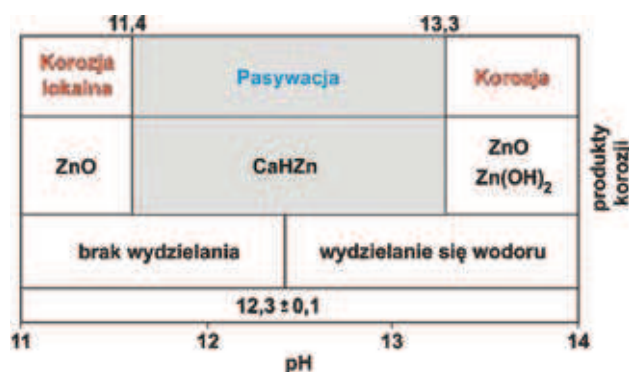 11,4 13,3
Korozja
lokalna
Pasywacja
Korozja
ZnO
CaHZn
ZnO
Zn(OH)2
produkty
korozji
brak wydzielania
wydzielanie się wodoru
12,3 ± 0,1
11 12 13 14
pH